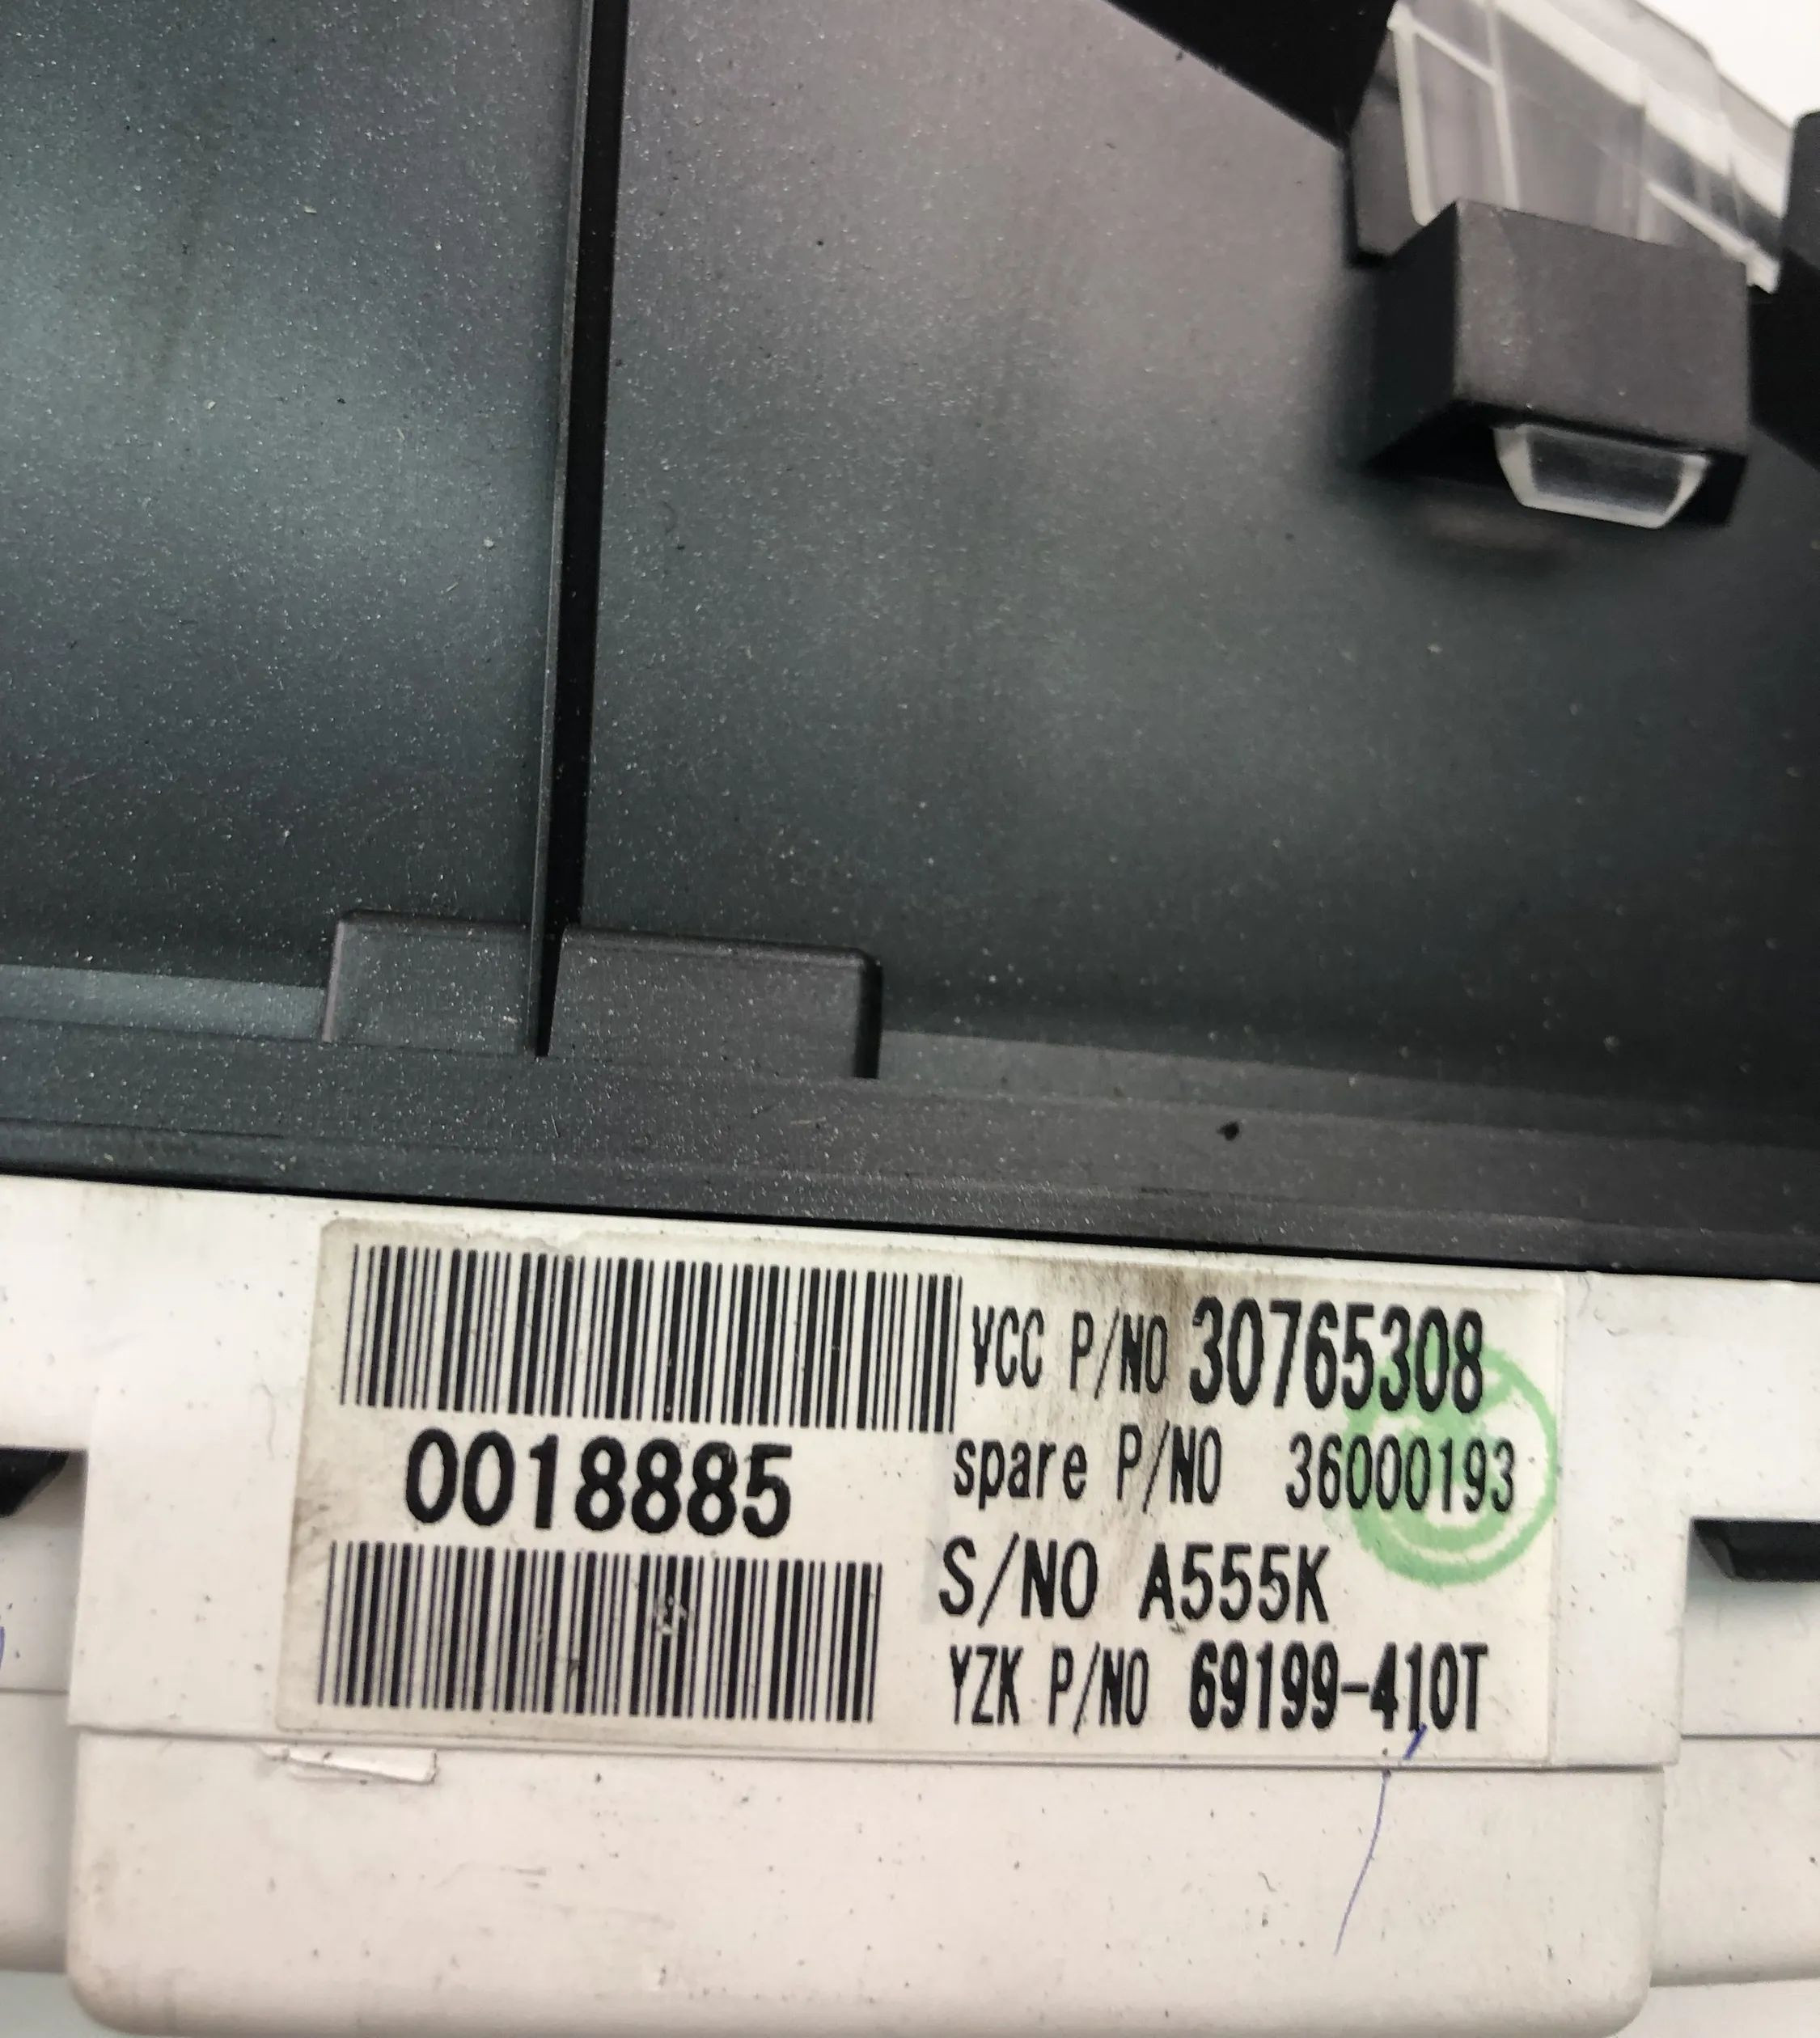 VCC P/NO 30765308
0018885
spare P/NO 36000193
S/NO A555K
YZK P/NO 69199-410T